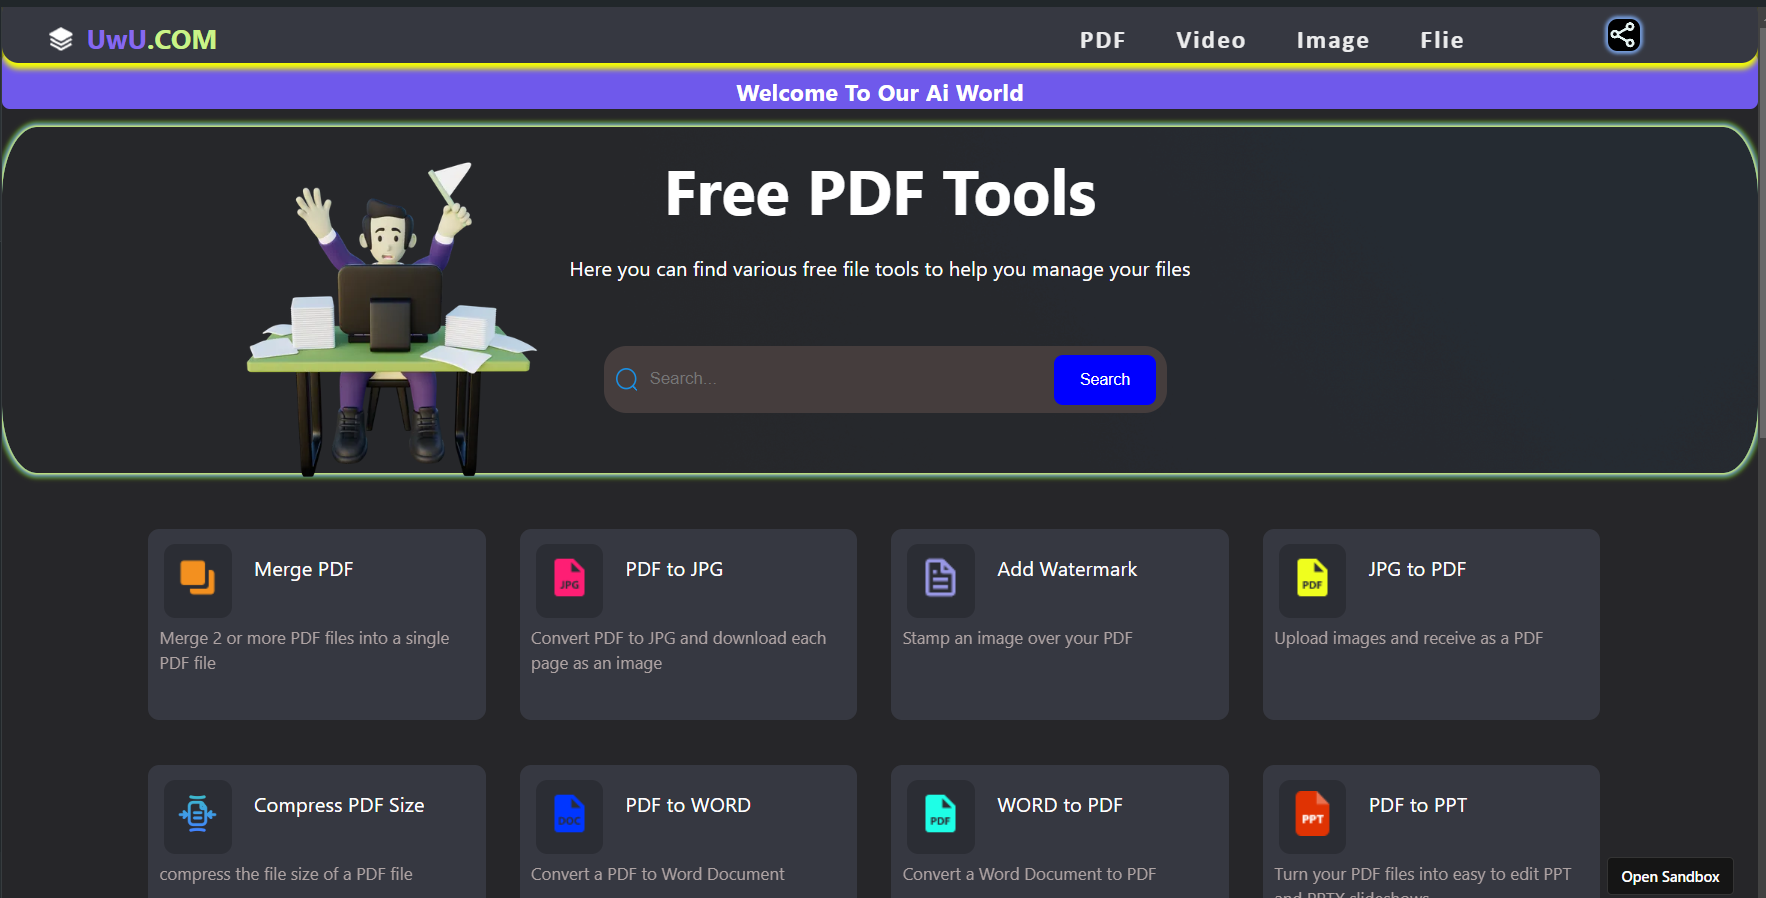 UwU.COM
PDF Video Image Flie
Welcome To Our Ai World
Free PDF Tools
Here you can find various free file tools to help you manage your files
Search...
Search
Merge PDF
Merge 2 or more PDF files into a single
PDF file
JPG
PDF to JPG
Convert PDF to JPG and download each
page as an image
Add Watermark
Stamp an image over your PDF
PDF
JPG to PDF
Upload images and receive as a PDF
Compress PDF Size
compress the file size of a PDF file
DOC
PDF to WORD
Convert a PDF to Word Document
PDF
WORD to PDF
Convert a Word Document to PDF
PPT
PDF to PPT
Turn your PDF files into easy to edit PPT
and PPTX slideshows
Open Sandbox